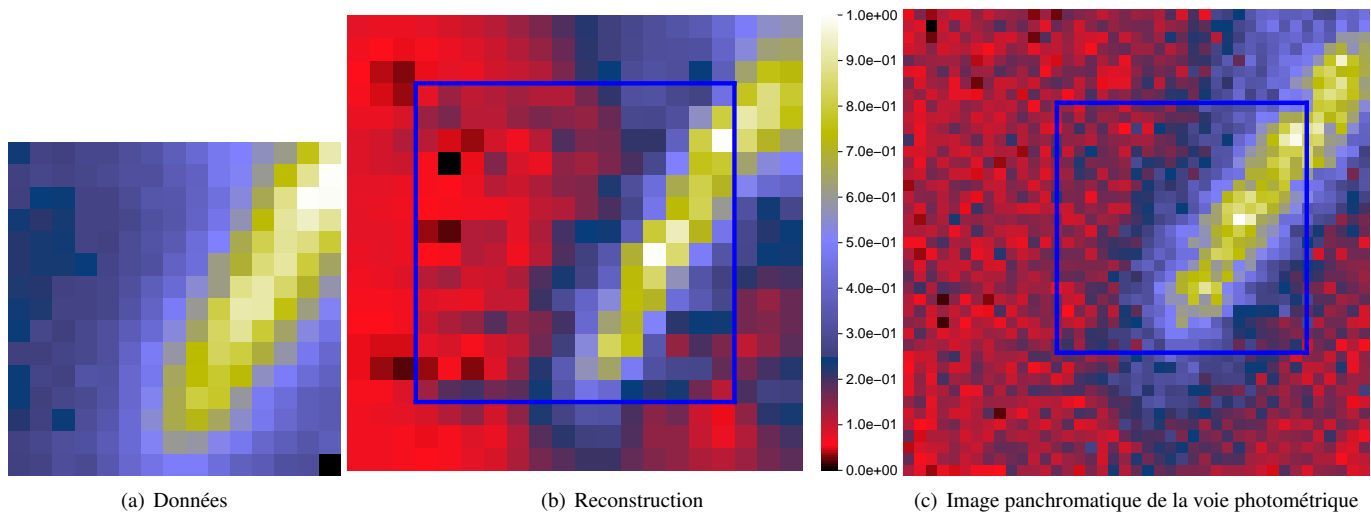 1.0e+00
9.0e−01
8.0e−01
7.0e−01
6.0e−01
5.0e−01
4.0e−01
3.0e−01
2.0e−01
1.0e−01
0.0e+00
(a) Données
(b) Reconstruction
(c) Image panchromatique de la voie photométrique